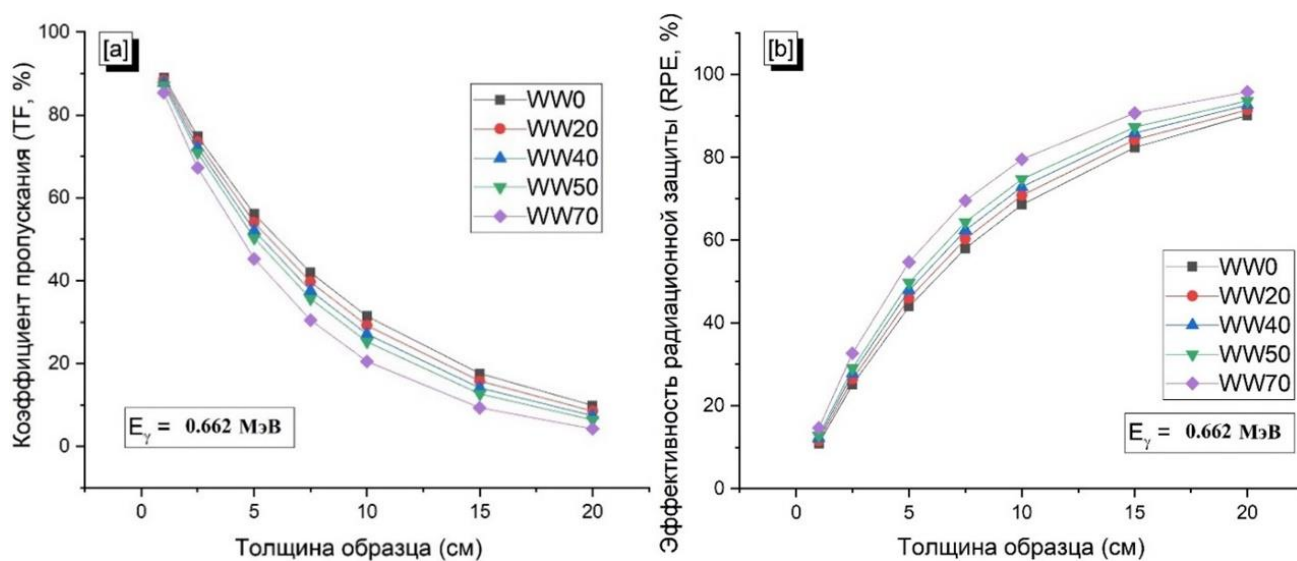 [a]
Коэффициент пропускания (TF, %)
100
80
60
40
20
0
WW0
WW20
WW40
WW50
WW70
E_γ = 0.662 МэВ
0 5 10 15 20
Толщина образца (см)
[b]
Эффективность радиационной защиты (RPE, %)
100
80
60
40
20
0
WW0
WW20
WW40
WW50
WW70
E_γ = 0.662 МэВ
0 5 10 15 20
Толщина образца (см)